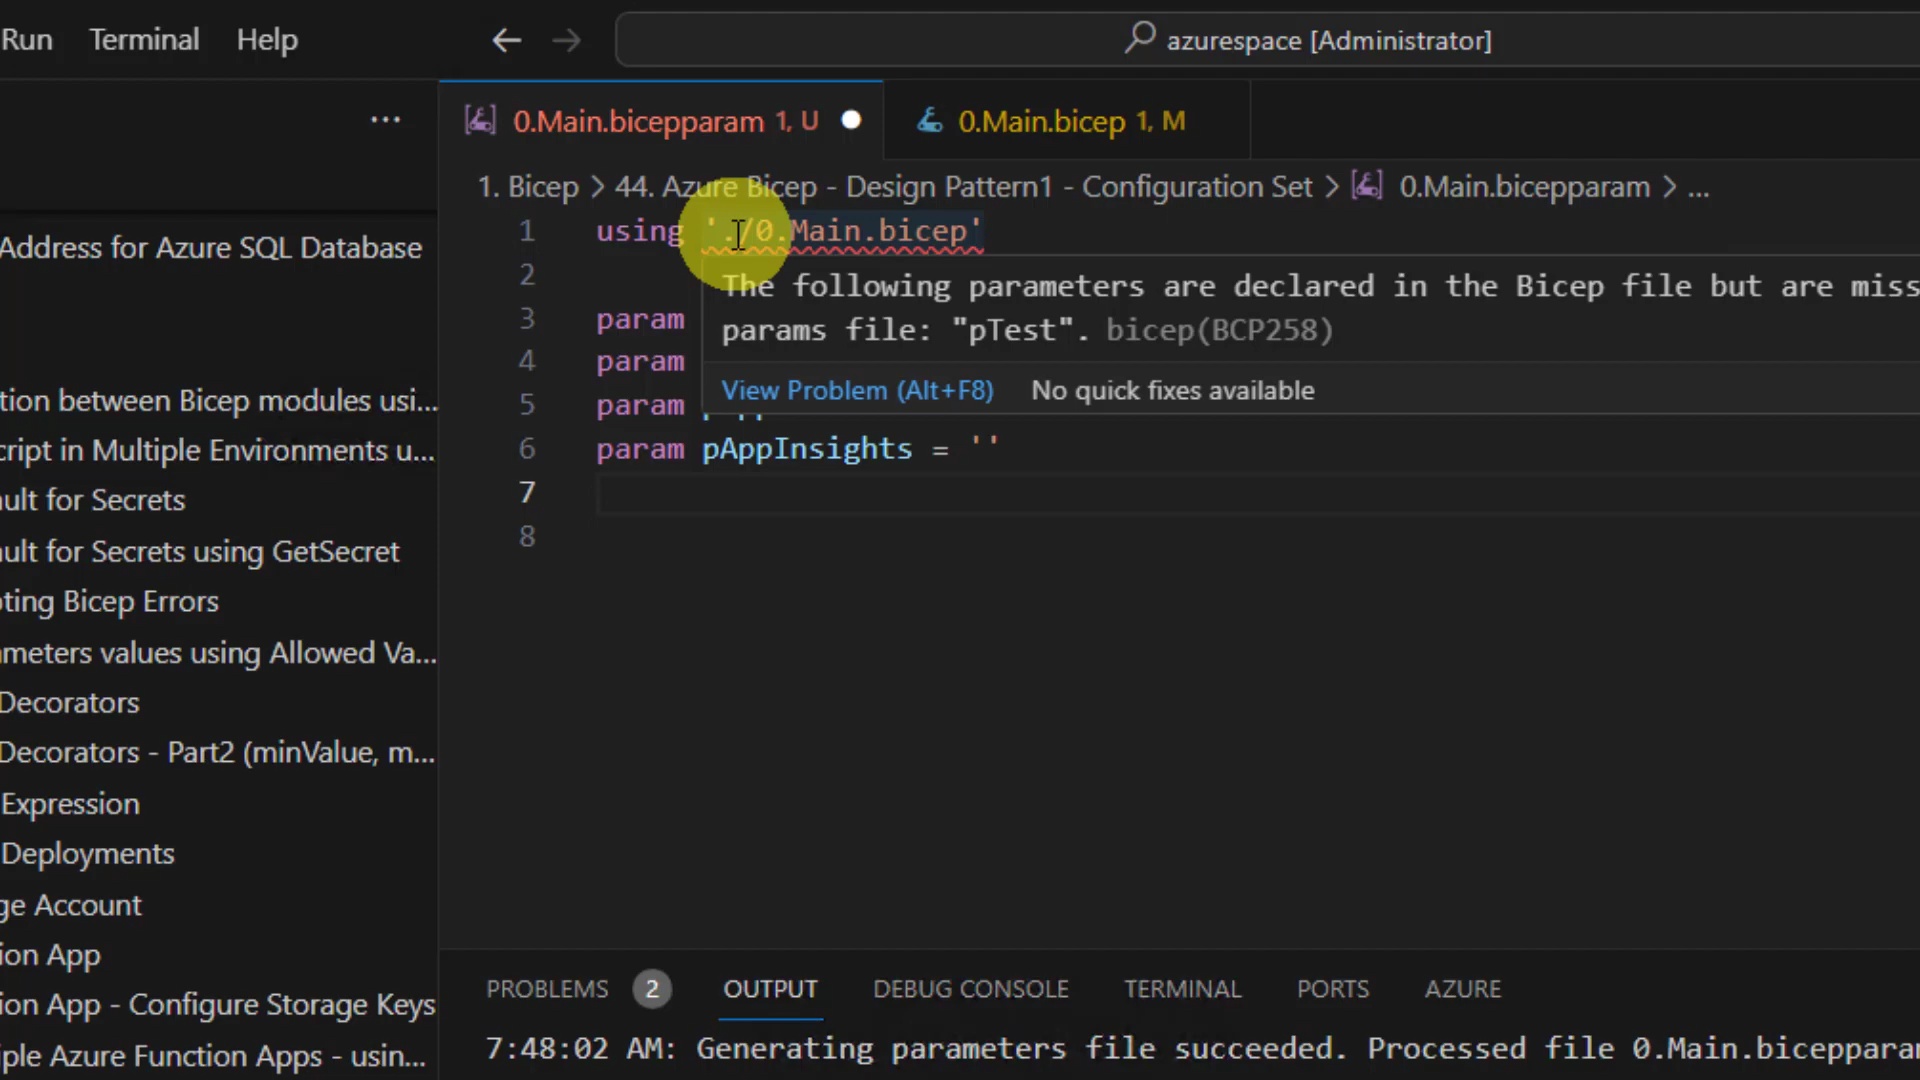 Run Terminal Help
azurespace [Administrator]
0.Main.bicepparam 1, U
0.Main.bicep 1, M
1. Bicep > 44. Azure Bicep - Design Pattern1 - Configuration Set > 0.Main.bicepparam > ...
Address for Azure SQL Database
tion between Bicep modules usi...
cript in Multiple Environments u...
ult for Secrets
ult for Secrets using GetSecret
ting Bicep Errors
meters values using Allowed Va...
Decorators
Decorators - Part2 (minValue, m...
Expression
Deployments
ge Account
ion App
ion App - Configure Storage Keys
iple Azure Function Apps - usin...
1 using './0.Main.bicep'
2
The following parameters are declared in the Bicep file but are miss
params file: "pTest". bicep(BCP258)
View Problem (Alt+F8) No quick fixes available
3 param
4 param
5 param
6 param pAppInsights = ''
7
8
PROBLEMS 2 OUTPUT DEBUG CONSOLE TERMINAL PORTS AZURE
7:48:02 AM: Generating parameters file succeeded. Processed file 0.Main.bicepparam